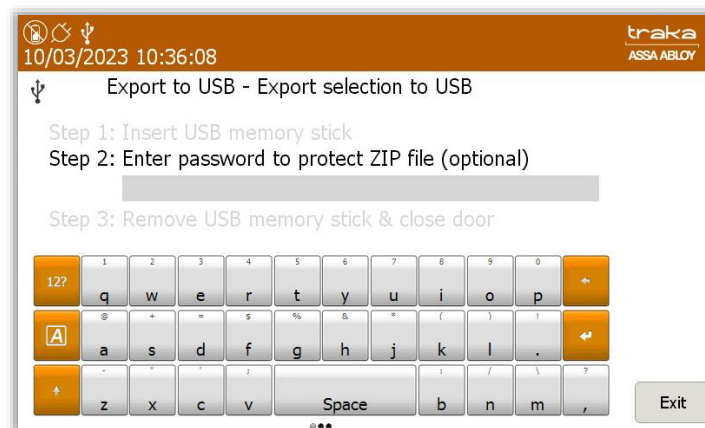 traka
10/03/2023 10:36:08
ASSA ABLOY
Export to USB - Export selection to USB
Step 1: Insert USB memory stick
Step 2: Enter password to protect ZIP file (optional)
Step 3: Remove USB memory stick & close door
1 2 3 4 5 6 7 8 9 0
12? q w e r t y u i o p
@ + = $ % & * ( ) !
A a s d f g h j k l .
- " ' ; : / \ ?
z x c v Space b n m ,
Exit